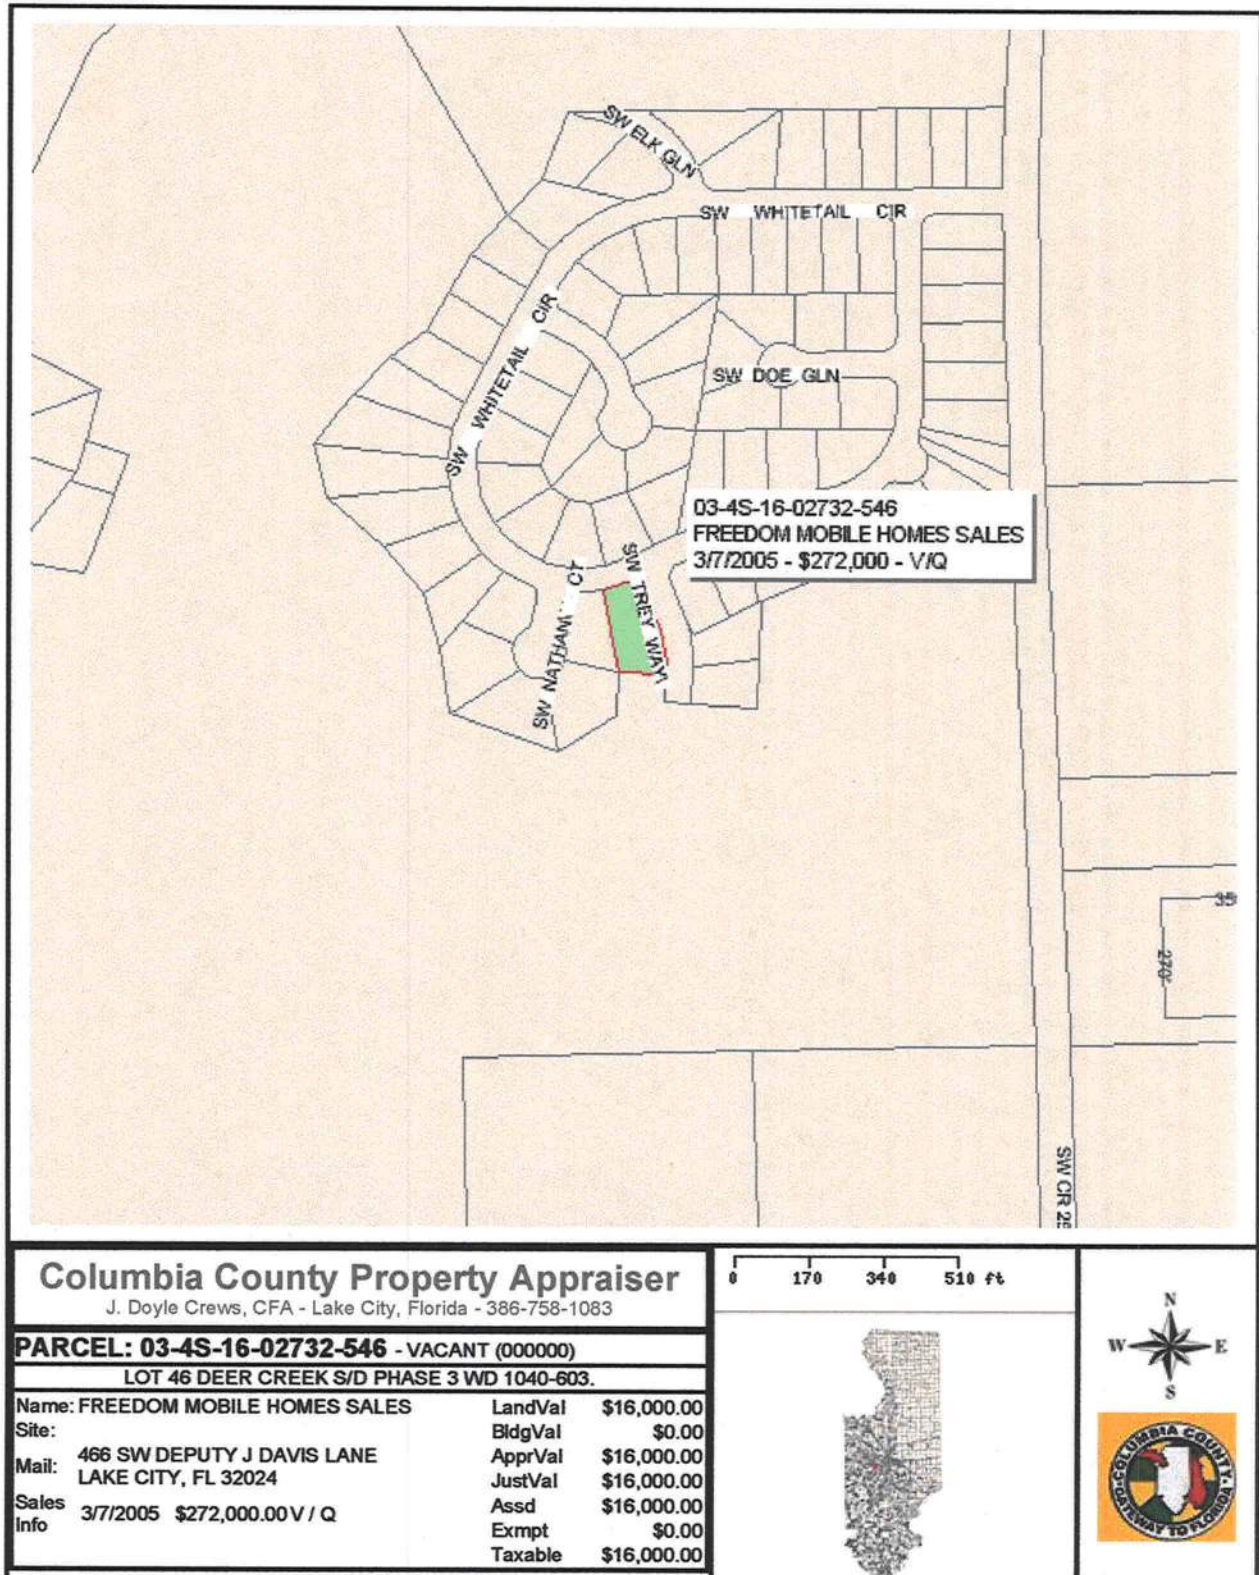 SW ELK GLN
SW WHITETAIL CIR
SW WHITETAIL CIR
SW DOE GLN
03-4S-16-02732-546
FREEDOM MOBILE HOMES SALES
3/7/2005 - $272,000 - V/Q
SW TREY WAY
SW NATHAN CT
270'
SW CR 25
Columbia County Property Appraiser
J. Doyle Crews, CFA - Lake City, Florida - 386-758-1083
PARCEL: 03-4S-16-02732-546 - VACANT (000000)
LOT 46 DEER CREEK S/D PHASE 3 WD 1040-603.
Name: FREEDOM MOBILE HOMES SALES
Site:
Mail: 466 SW DEPUTY J DAVIS LANE
LAKE CITY, FL 32024
Sales Info 3/7/2005 $272,000.00 V / Q
LandVal $16,000.00
BldgVal $0.00
ApprVal $16,000.00
JustVal $16,000.00
Assd $16,000.00
Exmpt $0.00
Taxable $16,000.00
0 170 340 510 ft
N
W E
S
COLUMBIA COUNTY
GATEWAY TO FLORIDA